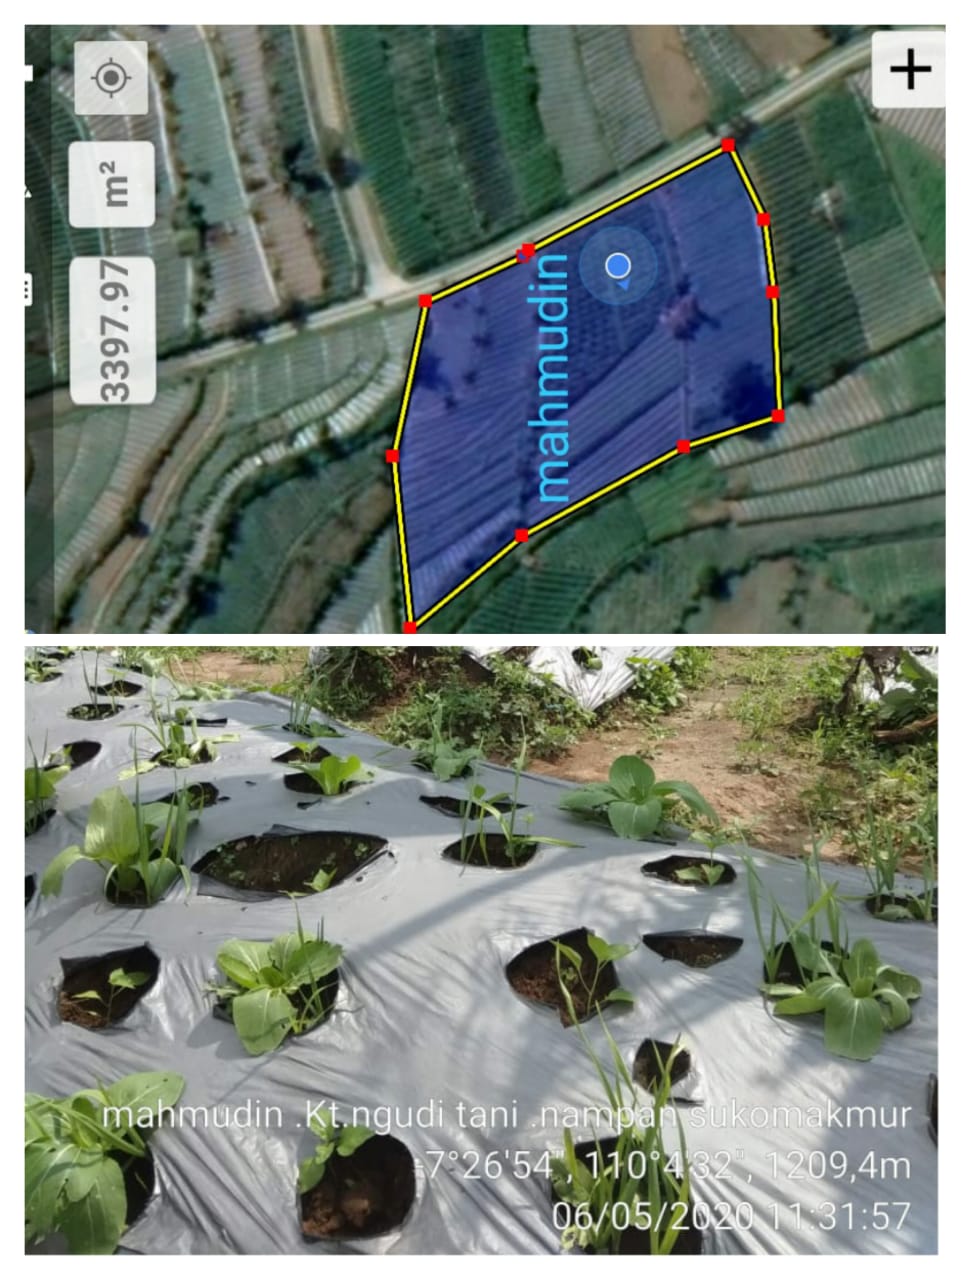 +
m²
3397.97
mahmudin
mahmudin .Kt.ngudi tani .nampan sukomakmur
-7°26'54", 110°4'32", 1209,4m
06/05/2020 11:31:57